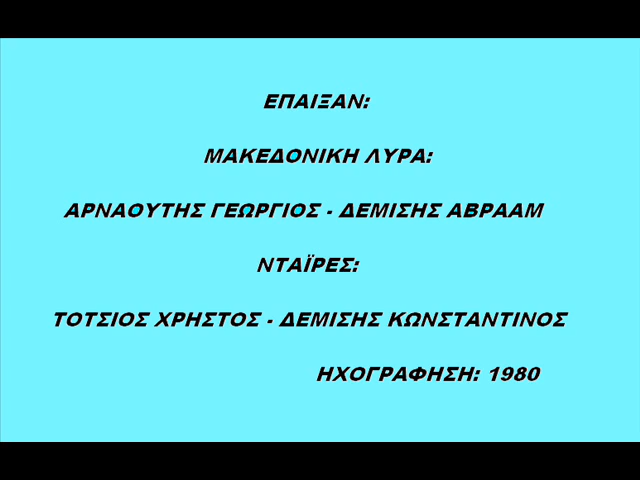 ΕΠΑΙΞΑΝ:
ΜΑΚΕΔΟΝΙΚΗ ΛΥΡΑ:
ΑΡΝΑΟΥΤΗΣ ΓΕΩΡΓΙΟΣ - ΔΕΜΙΣΗΣ ΑΒΡΑΑΜ
ΝΤΑΪΡΕΣ:
ΤΟΤΣΙΟΣ ΧΡΗΣΤΟΣ - ΔΕΜΙΣΗΣ ΚΩΝΣΤΑΝΤΙΝΟΣ
ΗΧΟΓΡΑΦΗΣΗ: 1980